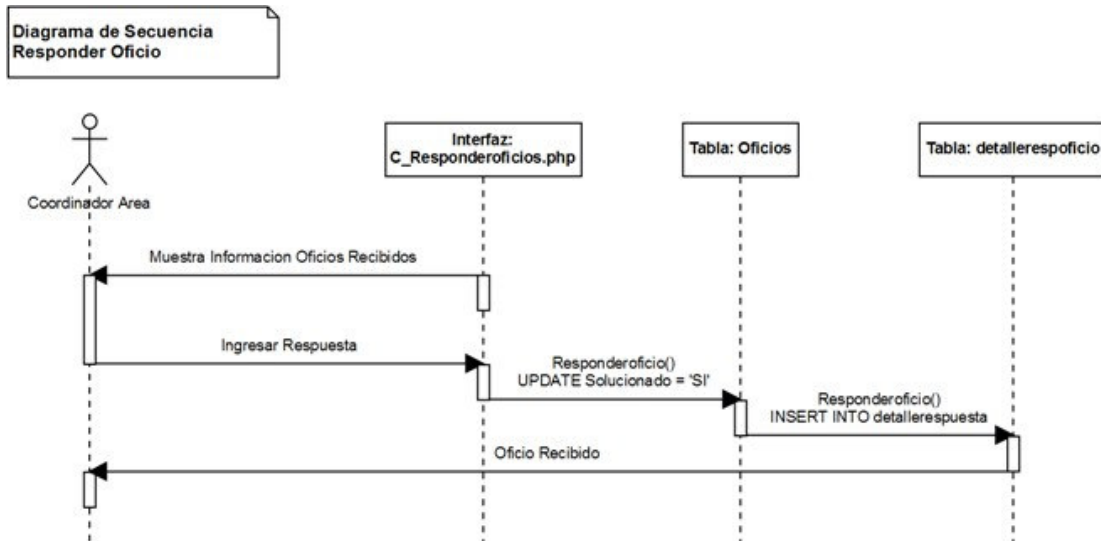 Diagrama de Secuencia
Responder Oficio
Coordinador Area
Interfaz:
C_Responderoficios.php
Tabla: Oficios
Tabla: detallerespoficio
Muestra Informacion Oficios Recibidos
Ingresar Respuesta
Responderoficio()
UPDATE Solucionado = 'SI'
Responderoficio()
INSERT INTO detallerespuesta
Oficio Recibido